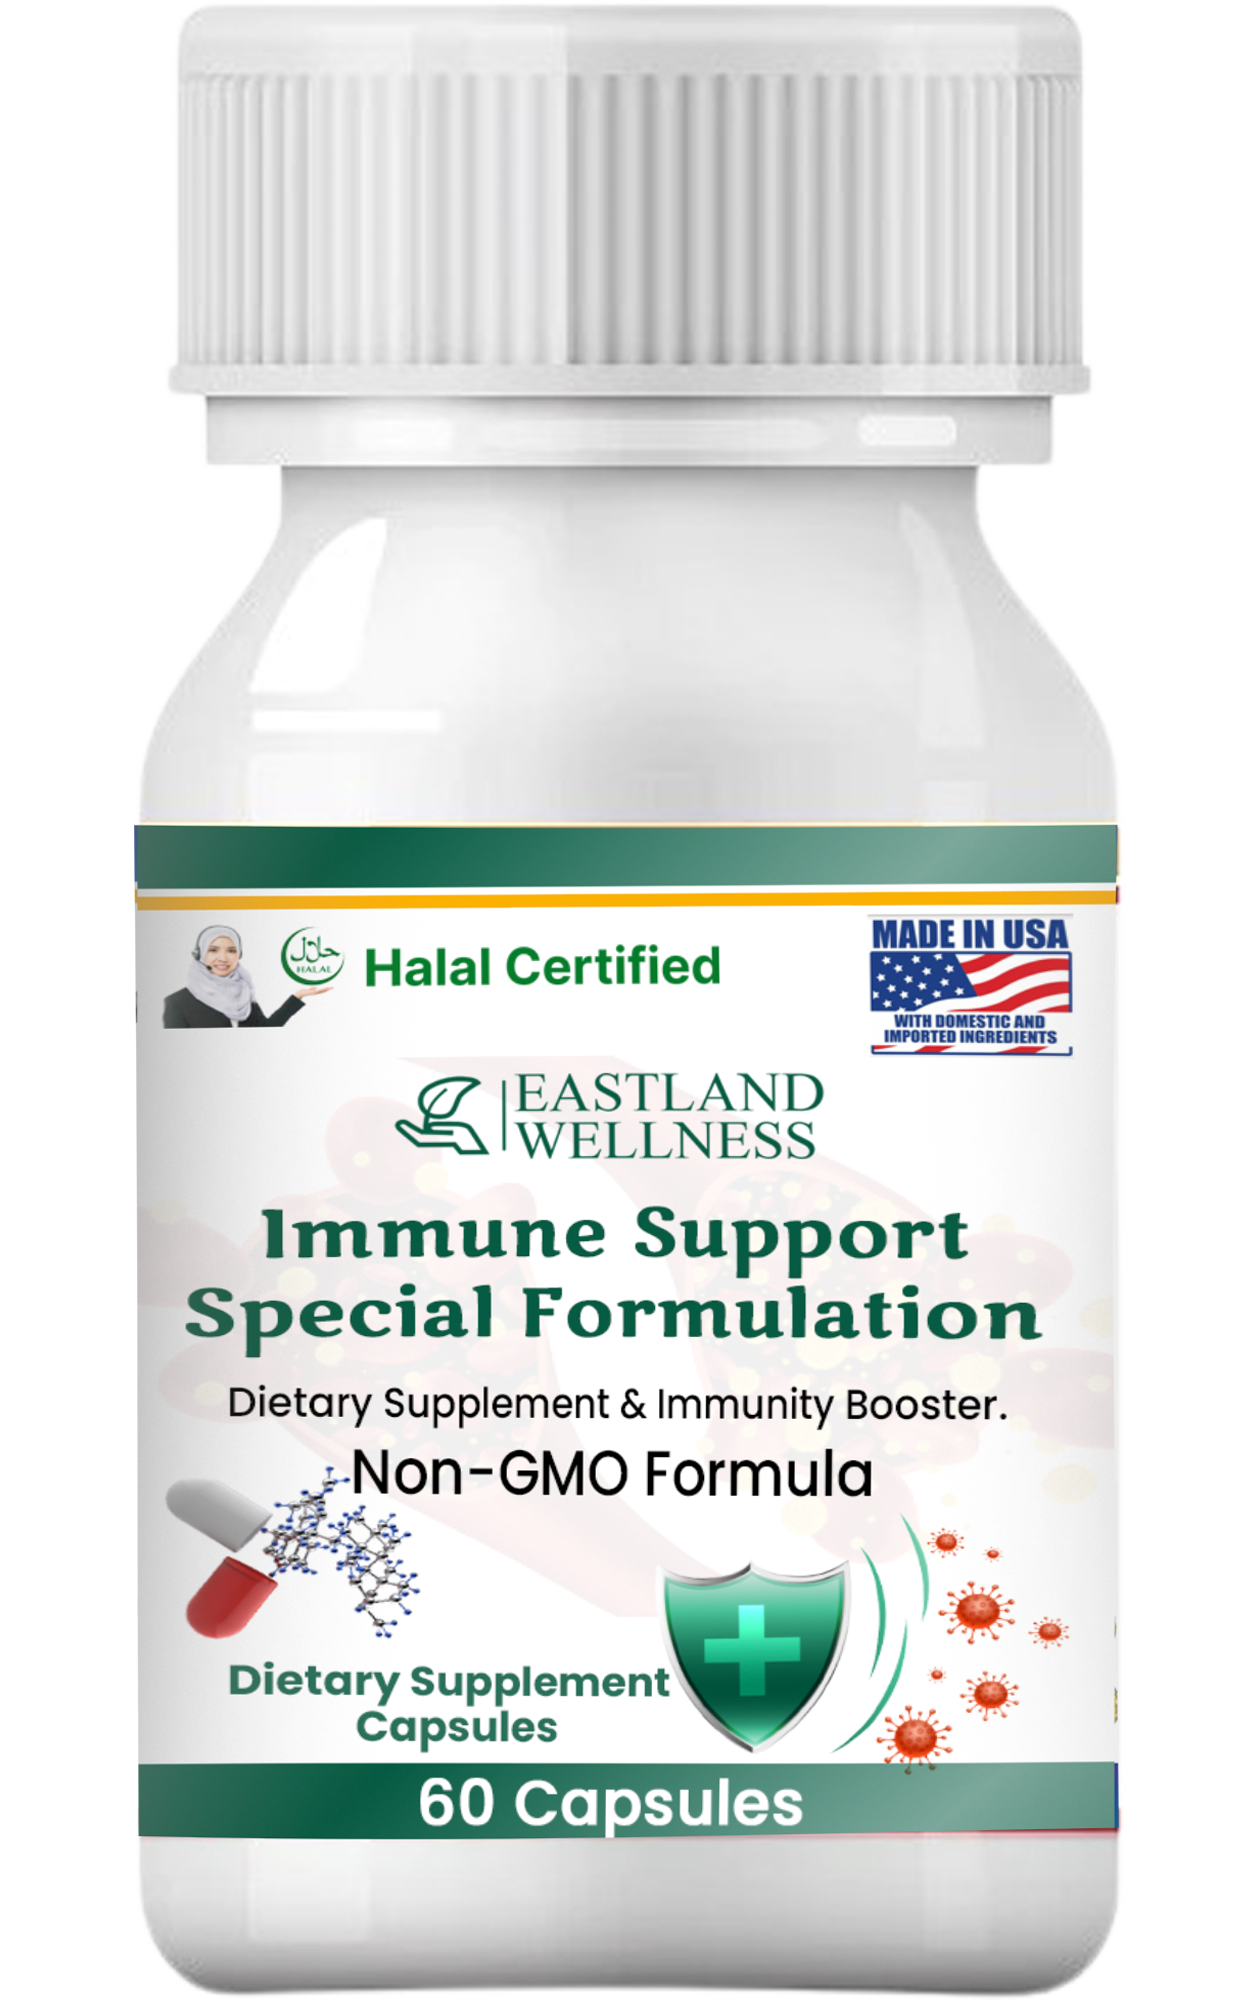 حلال
HALAL
Halal Certified
MADE IN USA
WITH DOMESTIC AND
IMPORTED INGREDIENTS
EASTLAND
WELLNESS
Immune Support
Special Formulation
Dietary Supplement & Immunity Booster.
Non-GMO Formula
Dietary Supplement
Capsules
60 Capsules